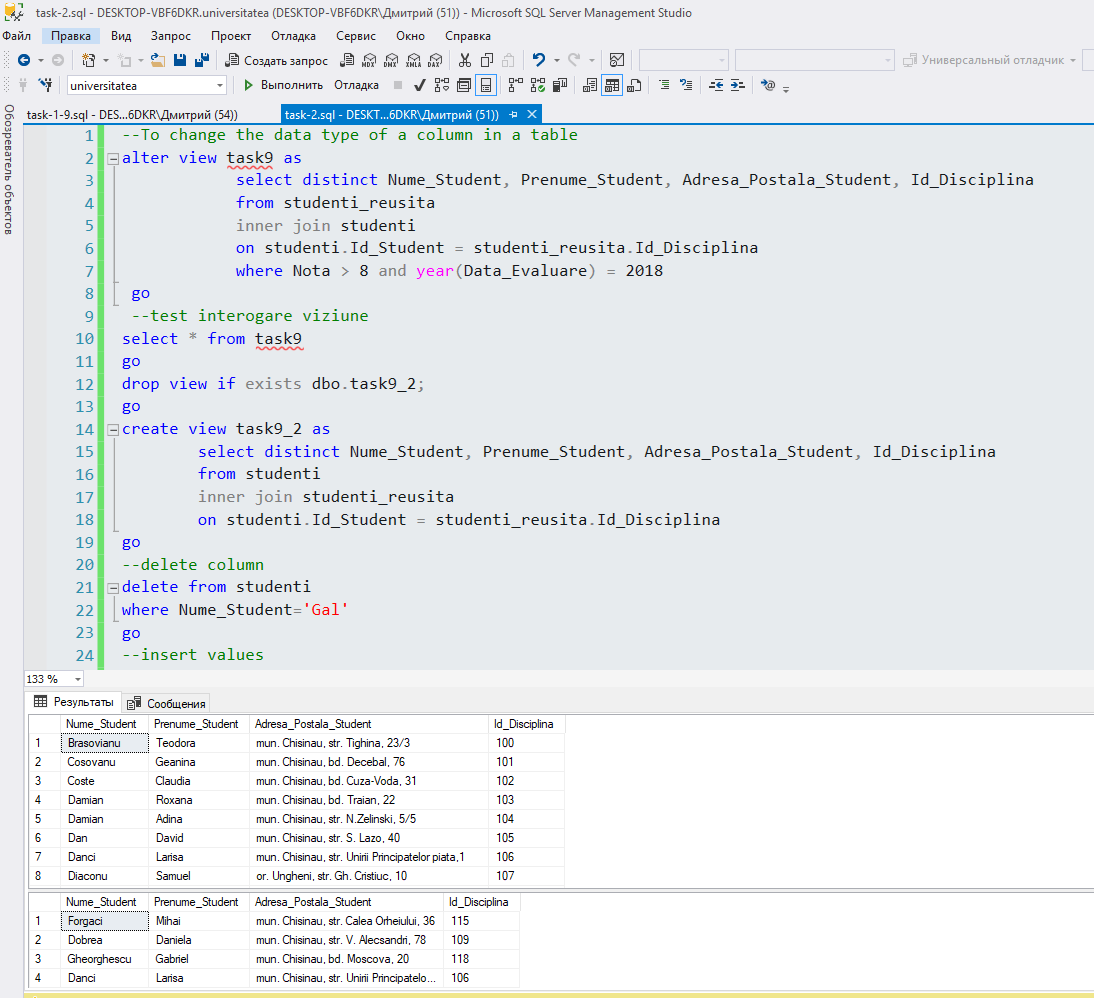 task-2.sql - DESKTOP-VBF6DKR.universitatea (DESKTOP-VBF6DKR\Дмитрий (51)) - Microsoft SQL Server Management Studio
Файл Правка Вид Запрос Проект Отладка Сервис Окно Справка
Создать запрос MDX DMX XMLA DAX Универсальный отладчик
universitatea Выполнить Отладка
task-1-9.sql - DES...6DKR\Дмитрий (54)) task-2.sql - DESKT...6DKR\Дмитрий (51))
Обозреватель объектов
1 --To change the data type of a column in a table
2 alter view task9 as
3 select distinct Nume_Student, Prenume_Student, Adresa_Postala_Student, Id_Disciplina
4 from studenti_reusita
5 inner join studenti
6 on studenti.Id_Student = studenti_reusita.Id_Disciplina
7 where Nota > 8 and year(Data_Evaluare) = 2018
8 go
9 --test interogare viziune
10 select * from task9
11 go
12 drop view if exists dbo.task9_2;
13 go
14 create view task9_2 as
15 select distinct Nume_Student, Prenume_Student, Adresa_Postala_Student, Id_Disciplina
16 from studenti
17 inner join studenti_reusita
18 on studenti.Id_Student = studenti_reusita.Id_Disciplina
19 go
20 --delete column
21 delete from studenti
22 where Nume_Student='Gal'
23 go
24 --insert values
133 %
Результаты Сообщения
Nume_Student Prenume_Student Adresa_Postala_Student Id_Disciplina
1 Brasovianu Teodora mun. Chisinau, str. Tighina, 23/3 100
2 Cosovanu Geanina mun. Chisinau, bd. Decebal, 76 101
3 Coste Claudia mun. Chisinau, bd. Cuza-Voda, 31 102
4 Damian Roxana mun. Chisinau, bd. Traian, 22 103
5 Damian Adina mun. Chisinau, str. N.Zelinski, 5/5 104
6 Dan David mun. Chisinau, str. S. Lazo, 40 105
7 Danci Larisa mun. Chisinau, str. Unirii Principatelor piata,1 106
8 Diaconu Samuel or. Ungheni, str. Gh. Cristiuc, 10 107
Nume_Student Prenume_Student Adresa_Postala_Student Id_Disciplina
1 Forgaci Mihai mun. Chisinau, str. Calea Orheiului, 36 115
2 Dobrea Daniela mun. Chisinau, str. V. Alecsandri, 78 109
3 Gheorghescu Gabriel mun. Chisinau, bd. Moscova, 20 118
4 Danci Larisa mun. Chisinau, str. Unirii Principatelo... 106